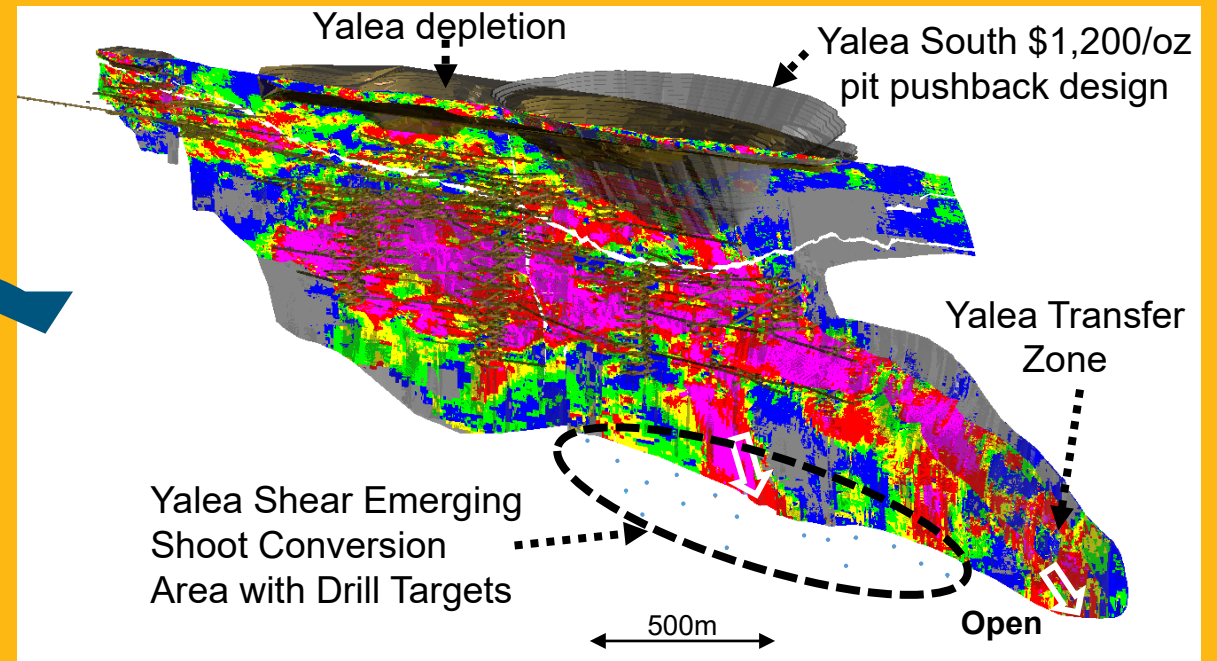 Yalea depletion
Yalea South $1,200/oz
pit pushback design
Yalea Transfer
Zone
Yalea Shear Emerging
Shoot Conversion
Area with Drill Targets
500m
Open